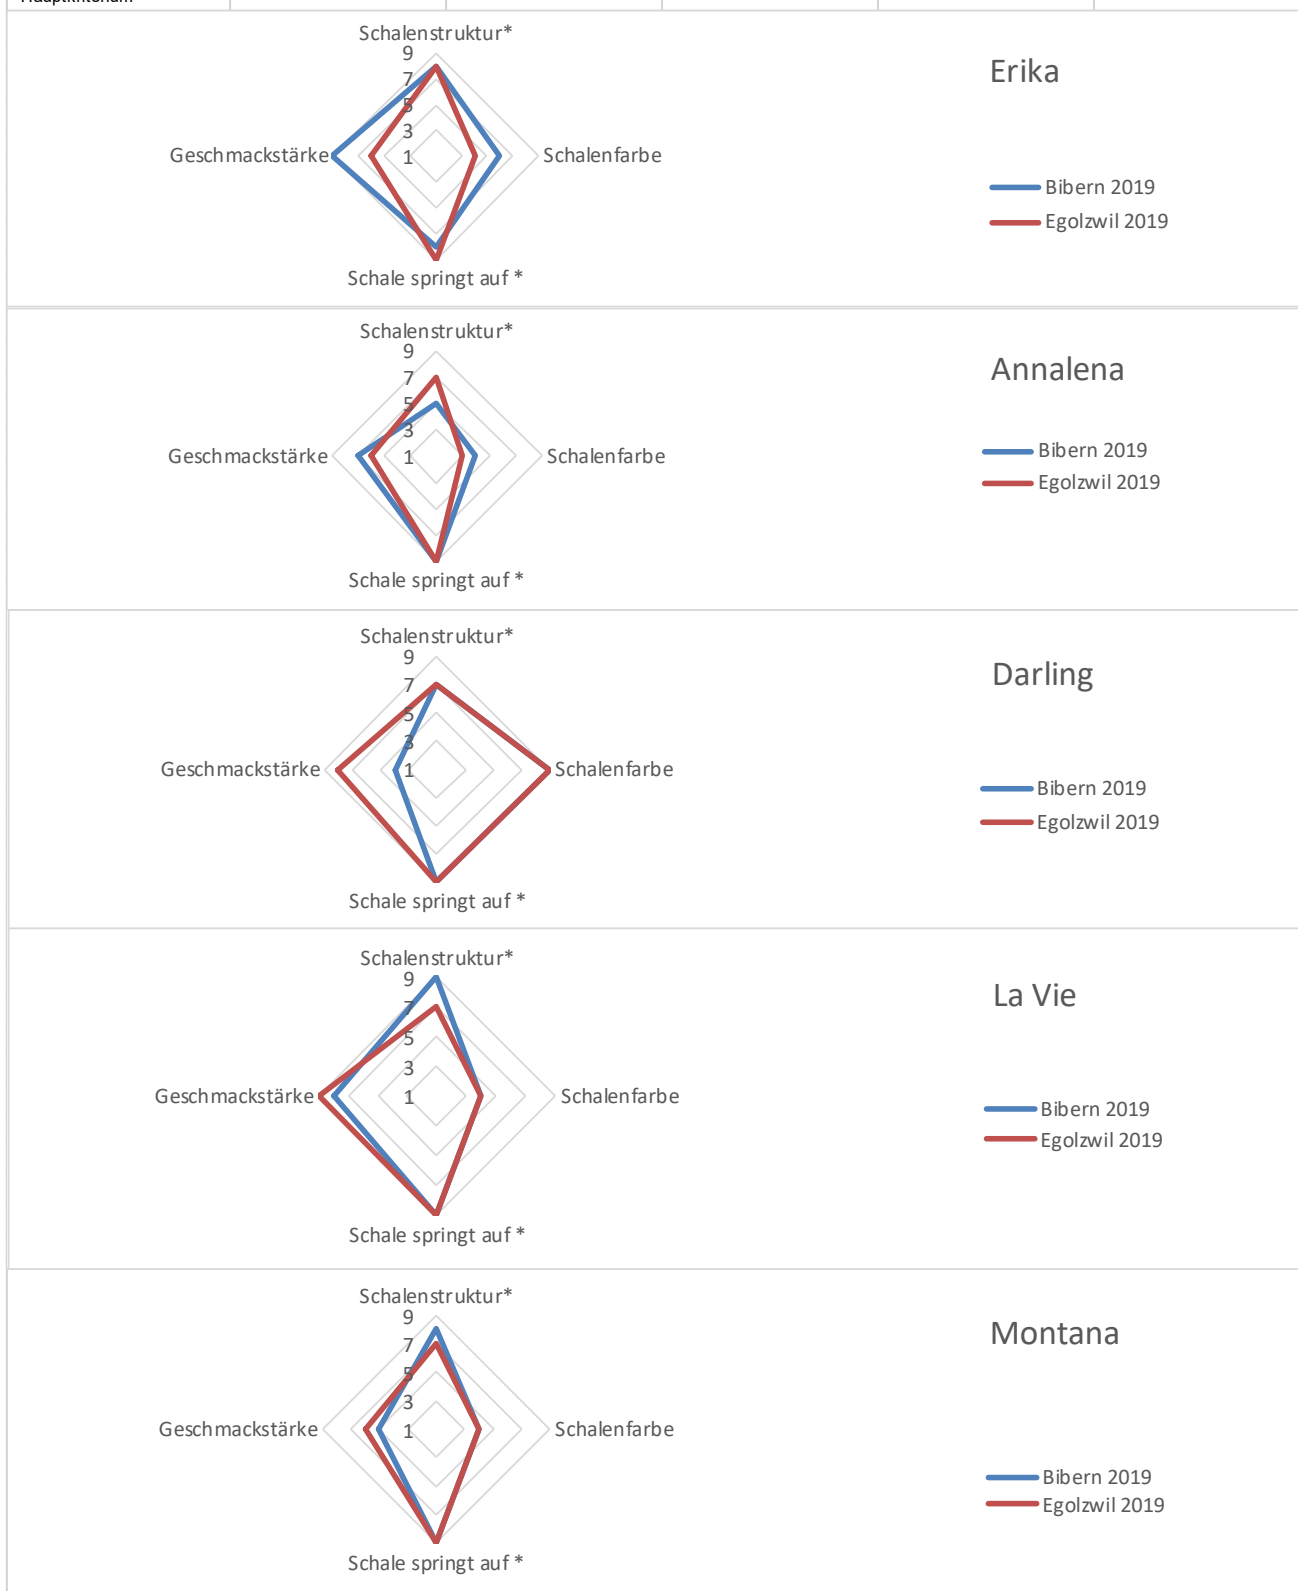 Hauptkriterium
Schalenstruktur*
9
7
5
3
1
Geschmackstärke
Schalenfarbe
Schale springt auf *
Erika
Bibern 2019
Egolzwil 2019
Schalenstruktur*
9
7
5
3
1
Geschmackstärke
Schalenfarbe
Schale springt auf *
Annalena
Bibern 2019
Egolzwil 2019
Schalenstruktur*
9
7
5
3
1
Geschmackstärke
Schalenfarbe
Schale springt auf *
Darling
Bibern 2019
Egolzwil 2019
Schalenstruktur*
9
7
5
3
1
Geschmackstärke
Schalenfarbe
Schale springt auf *
La Vie
Bibern 2019
Egolzwil 2019
Schalenstruktur*
9
7
5
3
1
Geschmackstärke
Schalenfarbe
Schale springt auf *
Montana
Bibern 2019
Egolzwil 2019